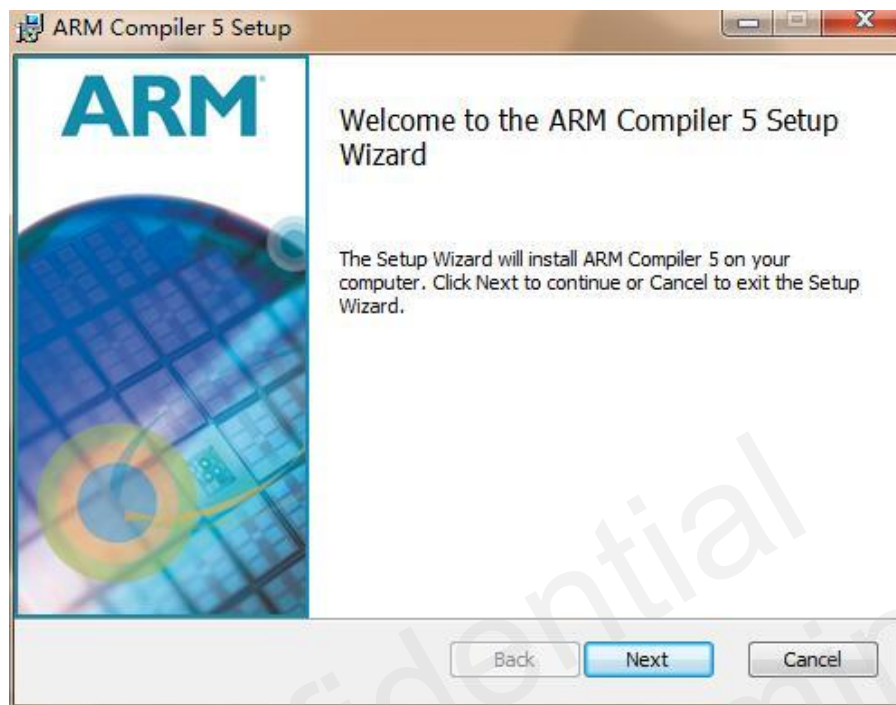 ARM Compiler 5 Setup
ARM
Welcome to the ARM Compiler 5 Setup
Wizard
The Setup Wizard will install ARM Compiler 5 on your
computer. Click Next to continue or Cancel to exit the Setup
Wizard.
Back
Next
Cancel